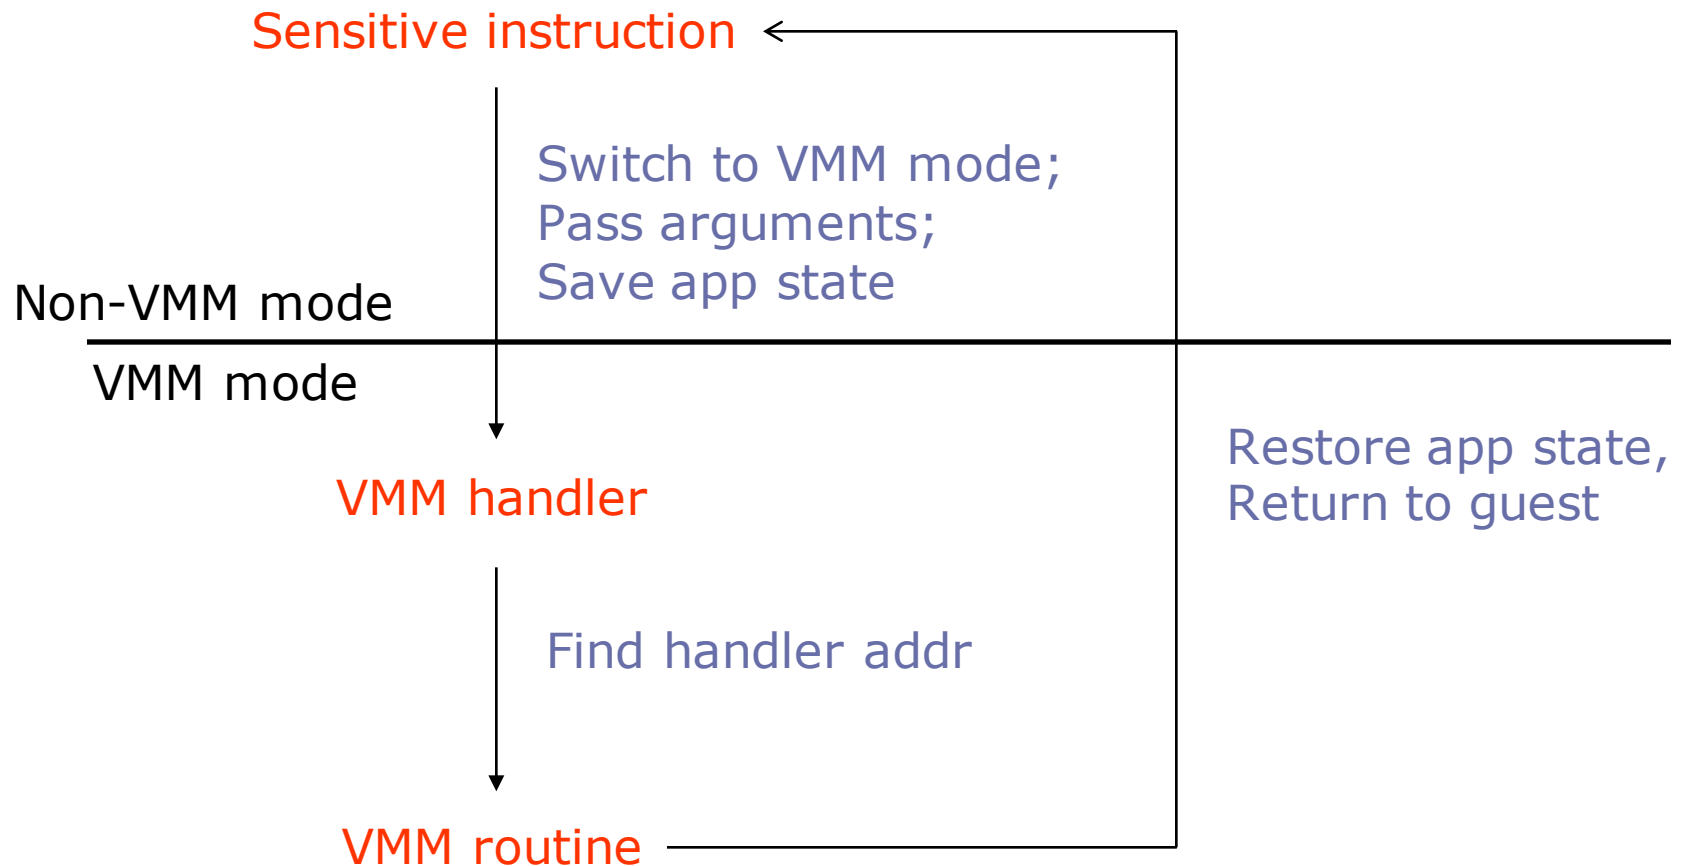 Sensitive instruction
Switch to VMM mode;
Pass arguments;
Save app state
Non-VMM mode
VMM mode
Restore app state,
Return to guest
VMM handler
Find handler addr
VMM routine